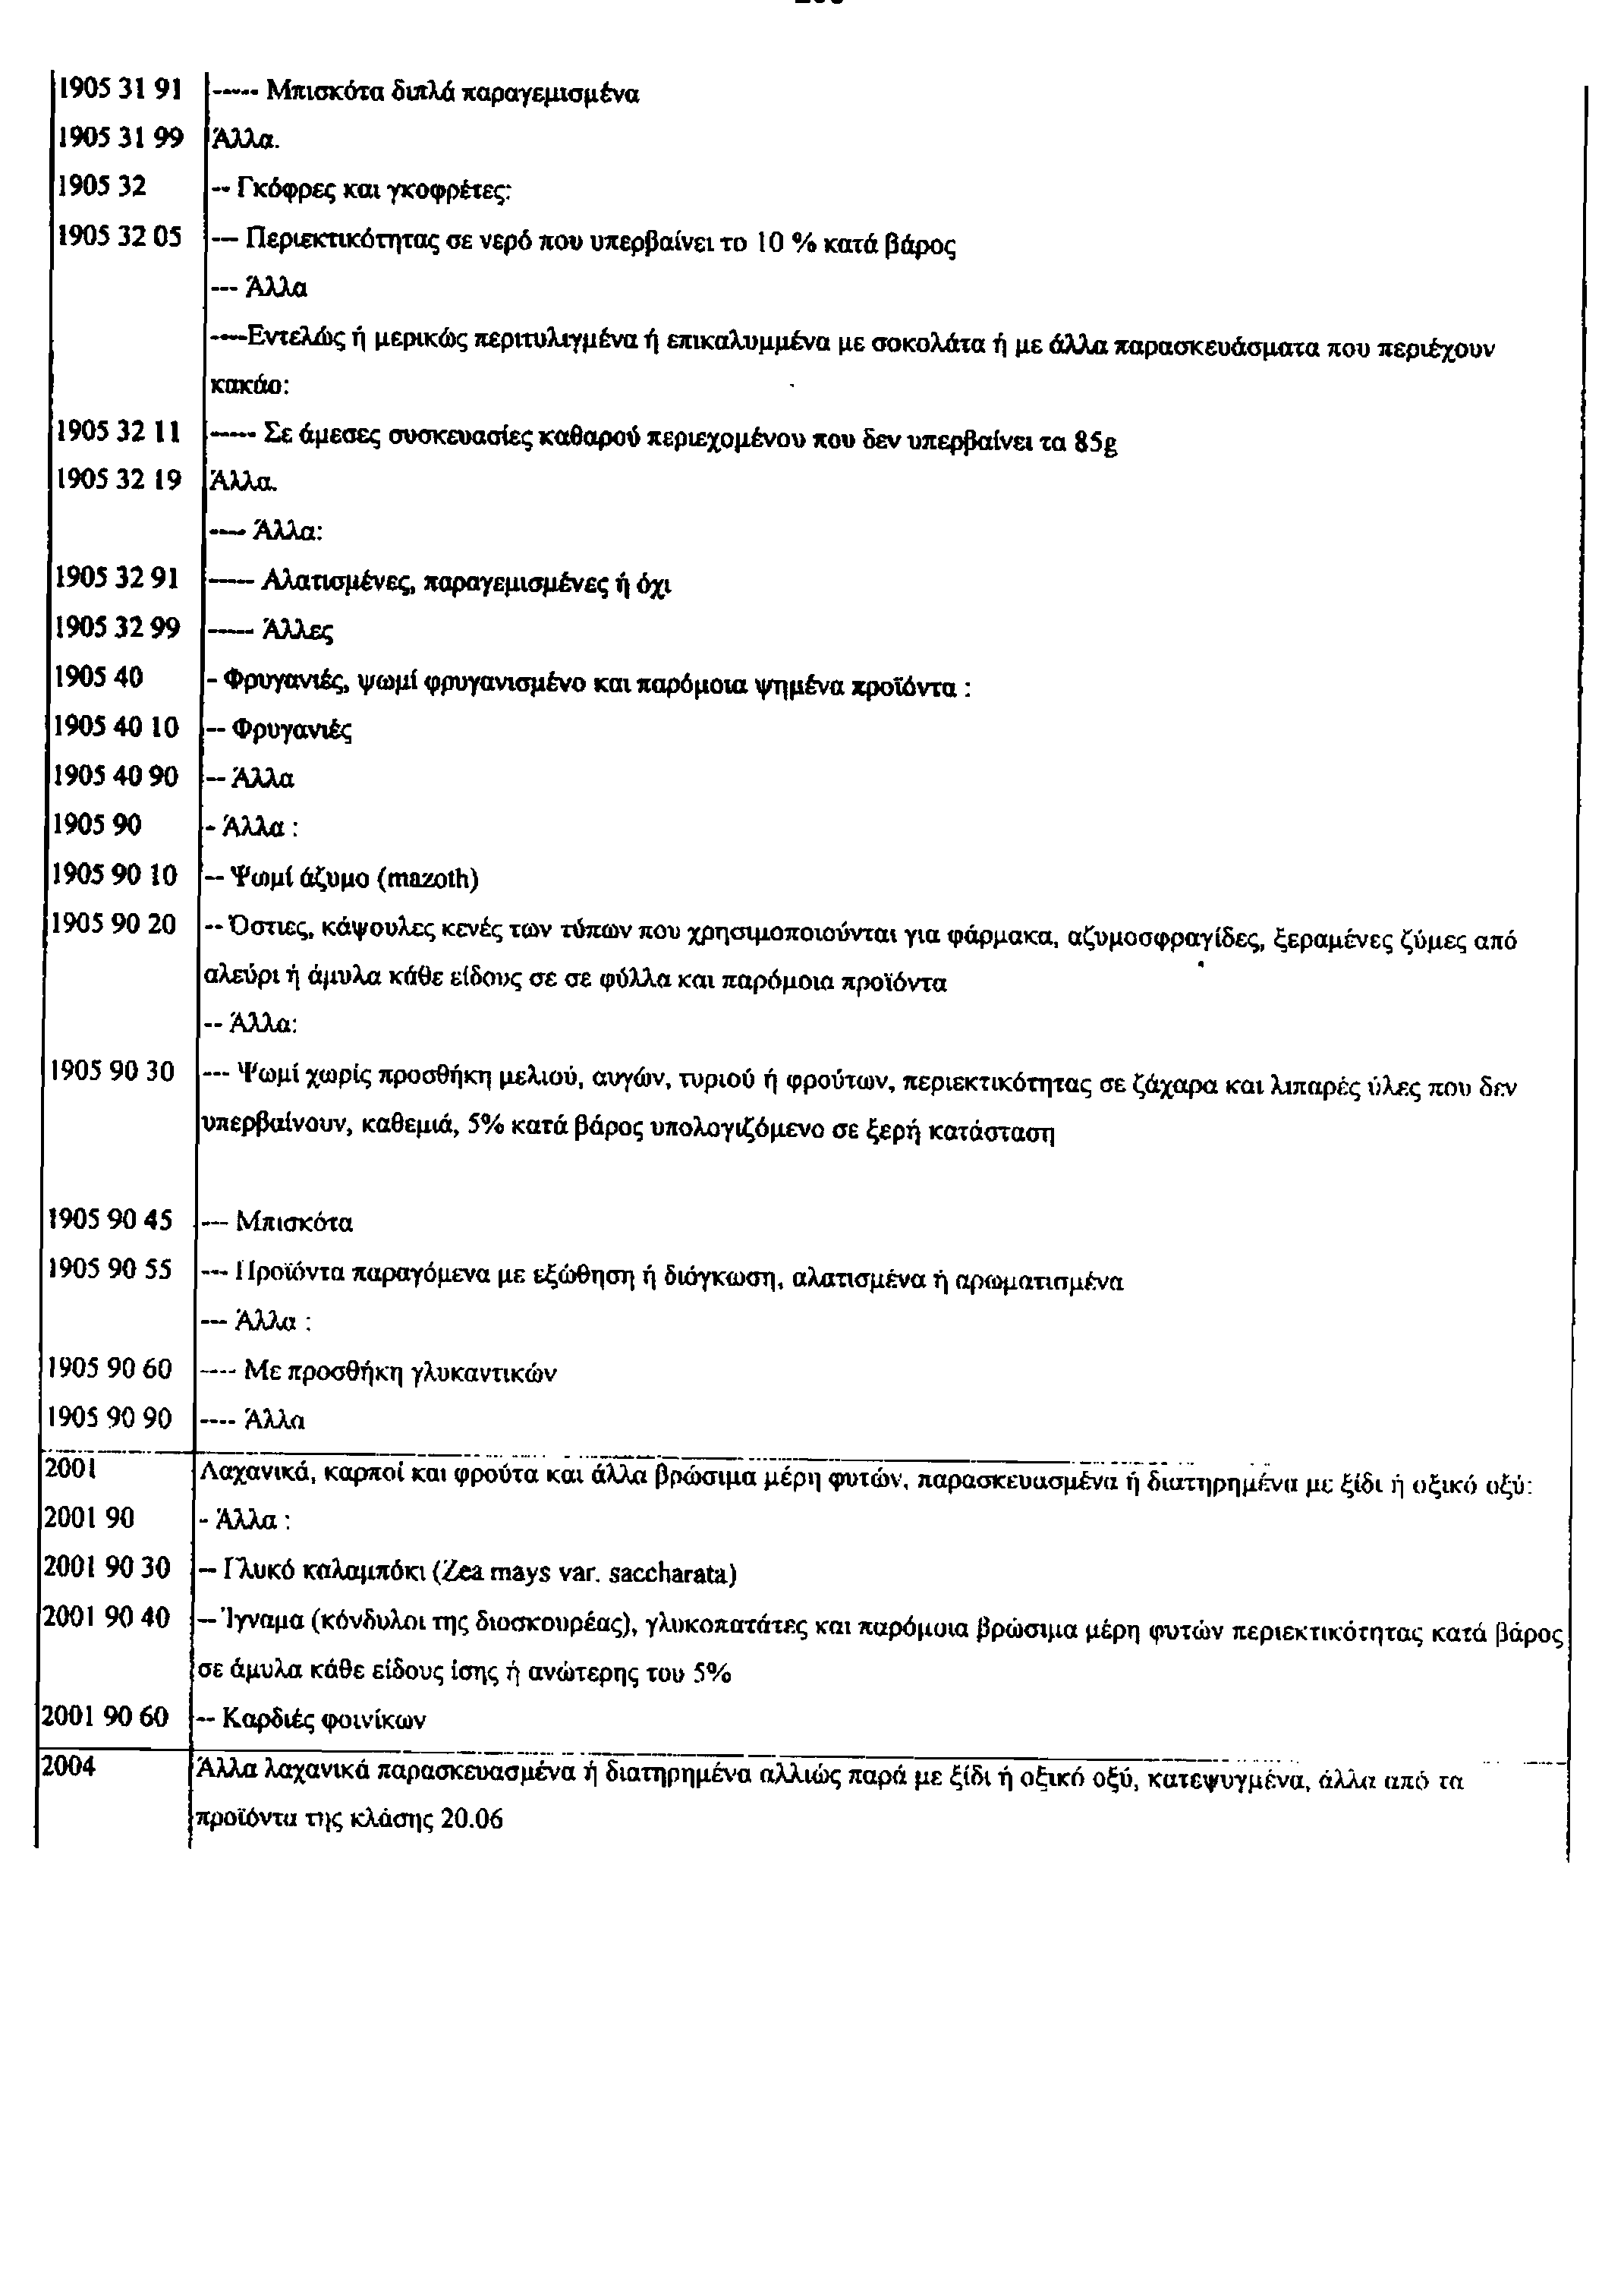 1905 31 91 ----- Μπισκότα διπλά παραγεμισμένα
1905 31 99 Άλλα.
1905 32 -- Γκόφρες και γκοφρέτες:
1905 32 05 --- Περιεκτικότητας σε νερό που υπερβαίνει το 10 % κατά βάρος
--- Άλλα
----Εντελώς ή μερικώς περιτυλιγμένα ή επικαλυμμένα με σοκολάτα ή με άλλα παρασκευάσματα που περιέχουν
κακάο:
1905 32 11 ----- Σε άμεσες συσκευασίες καθαρού περιεχομένου που δεν υπερβαίνει τα 85g
1905 32 19 Άλλα.
---- Άλλα:
1905 32 91 ----- Αλατισμένες, παραγεμισμένες ή όχι
1905 32 99 ----- Άλλες
1905 40 - Φρυγανιές, ψωμί φρυγανισμένο και παρόμοια ψημένα προϊόντα :
1905 40 10 -- Φρυγανιές
1905 40 90 -- Άλλα
1905 90 - Άλλα :
1905 90 10 -- Ψωμί άζυμο (mazoth)
1905 90 20 -- Όστιες, κάψουλες κενές των τύπων που χρησιμοποιούνται για φάρμακα, αζυμοσφραγίδες, ξεραμένες ζύμες από
αλεύρι ή άμυλα κάθε είδους σε σε φύλλα και παρόμοια προϊόντα
-- Άλλα:
1905 90 30 --- Ψωμί χωρίς προσθήκη μελιού, αυγών, τυριού ή φρούτων, περιεκτικότητας σε ζάχαρα και λιπαρές ύλες που δεν
υπερβαίνουν, καθεμιά, 5% κατά βάρος υπολογιζόμενο σε ξερή κατάσταση
1905 90 45 --- Μπισκότα
1905 90 55 --- Προϊόντα παραγόμενα με εξώθηση ή διόγκωση, αλατισμένα ή αρωματισμένα
--- Άλλα :
1905 90 60 ---- Με προσθήκη γλυκαντικών
1905 90 90 ---- Άλλα
2001 Λαχανικά, καρποί και φρούτα και άλλα βρώσιμα μέρη φυτών, παρασκευασμένα ή διατηρημένα με ξίδι ή οξικό οξύ:
2001 90 - Άλλα :
2001 90 30 -- Γλυκό καλαμπόκι (Zea mays var. saccharata)
2001 90 40 -- Ίγναμα (κόνδυλοι της διοσκουρέας), γλυκοπατάτες και παρόμοια βρώσιμα μέρη φυτών περιεκτικότητας κατά βάρος
σε άμυλα κάθε είδους ίσης ή ανώτερης του 5%
2001 90 60 -- Καρδιές φοινίκων
2004 Άλλα λαχανικά παρασκευασμένα ή διατηρημένα αλλιώς παρά με ξίδι ή οξικό οξύ, κατεψυγμένα, άλλα από τα
προϊόντα της κλάσης 20.06